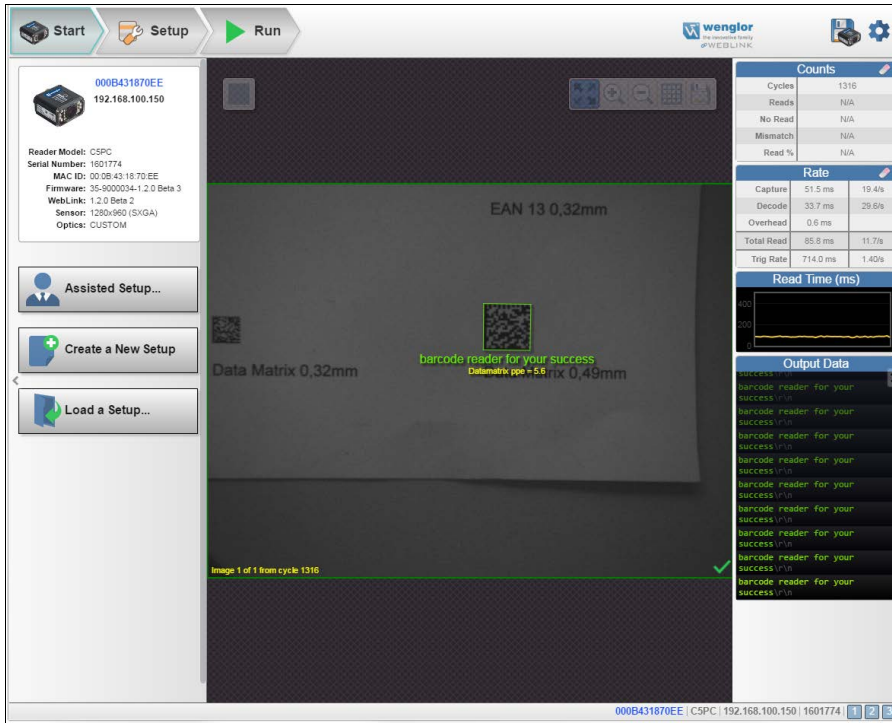 Start
Setup
Run
wenglor
the innovative family
WEBLINK
000B431870EE
192.168.100.150
Reader Model: C5PC
Serial Number: 1601774
MAC ID: 00:0B:43:18:70:EE
Firmware: 35-9000034-1.2.0 Beta 3
WebLink: 1.2.0 Beta 2
Sensor: 1280x960 (SXGA)
Optics: CUSTOM
Assisted Setup...
Create a New Setup
Load a Setup...
EAN 13 0,32mm
barcode reader for your success
Datamatrix ppe = 5.6
Data Matrix 0,32mm
Data Matrix 0,49mm
Image 1 of 1 from cycle 1316
Counts
Cycles 1316
Reads N/A
No Read N/A
Mismatch N/A
Read % N/A
Rate
Capture 51.5 ms 19.4/s
Decode 33.7 ms 29.6/s
Overhead 0.6 ms
Total Read 85.8 ms 11.7/s
Trig Rate 714.0 ms 1.40/s
Read Time (ms)
400
200
0
Output Data
success\r\n
barcode reader for your
success\r\n
barcode reader for your
success\r\n
barcode reader for your
success\r\n
barcode reader for your
success\r\n
barcode reader for your
success\r\n
barcode reader for your
success\r\n
barcode reader for your
success\r\n
barcode reader for your
success\r\n
barcode reader for your
success\r\n
000B431870EE | C5PC | 192.168.100.150 | 1601774 | 1 2